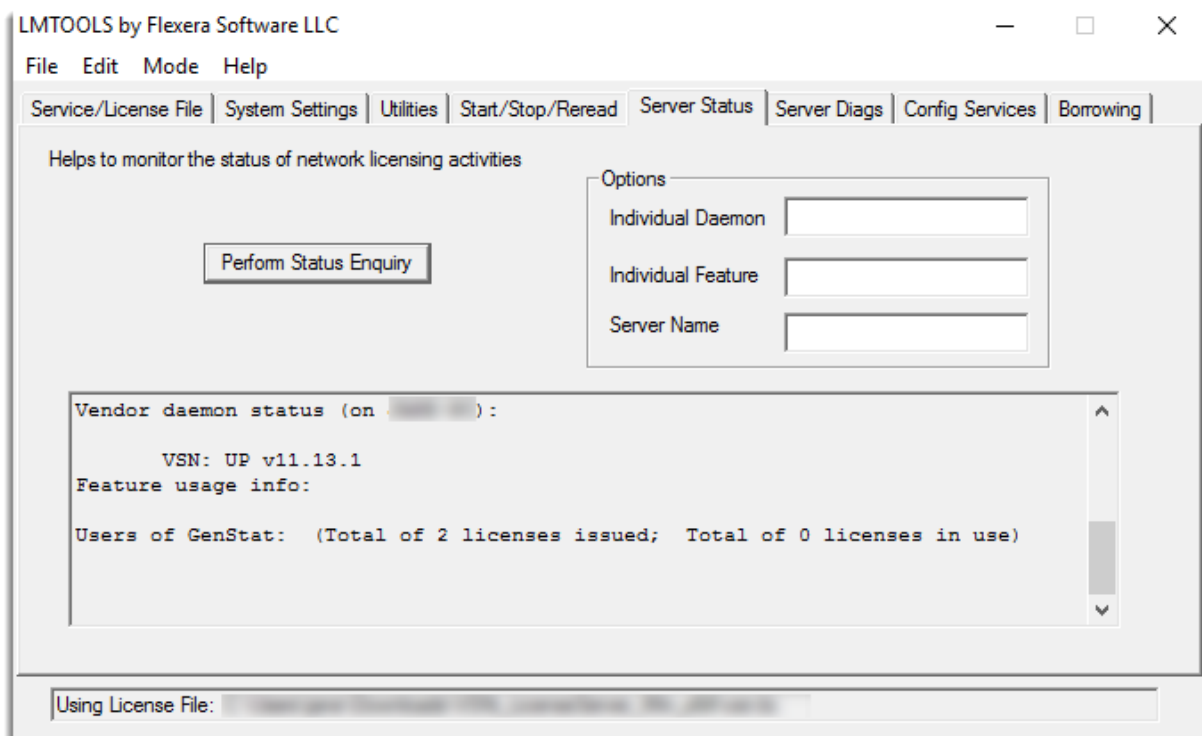 LMTOOLS by Flexera Software LLC
File Edit Mode Help
Service/License File System Settings Utilities Start/Stop/Reread Server Status Server Diags Config Services Borrowing
Helps to monitor the status of network licensing activities
Options
Individual Daemon
Perform Status Enquiry
Individual Feature
Server Name
Vendor daemon status (on ):
VSN: UP v11.13.1
Feature usage info:
Users of GenStat: (Total of 2 licenses issued; Total of 0 licenses in use)
Using License File: